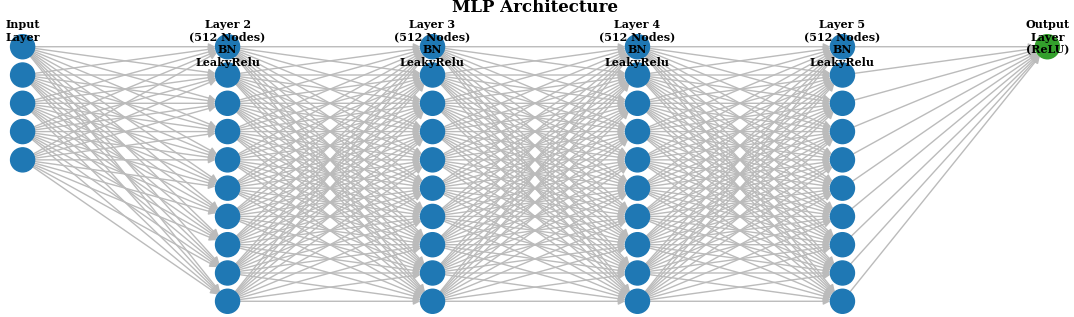 MLP Architecture
Input
Layer
Layer 2
(512 Nodes)
BN
LeakyRelu
Layer 3
(512 Nodes)
BN
LeakyRelu
Layer 4
(512 Nodes)
BN
LeakyRelu
Layer 5
(512 Nodes)
BN
LeakyRelu
Output
Layer
(ReLU)